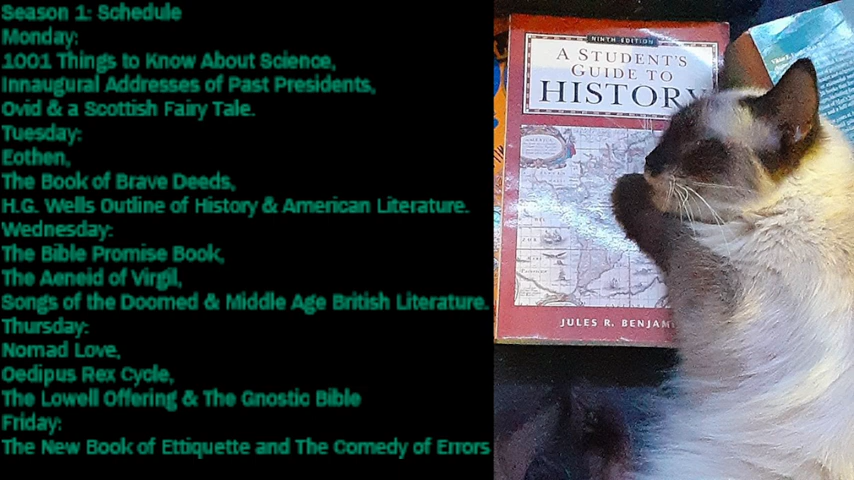 Season 1: Schedule
Monday:
1001 Things to Know About Science,
Innaugural Addresses of Past Presidents,
Ovid & a Scottish Fairy Tale.
Tuesday:
Eothen,
The Book of Brave Deeds,
H.G. Wells Outline of History & American Literature.
Wednesday:
The Bible Promise Book,
The Aeneid of Virgil,
Songs of the Doomed & Middle Age British Literature.
Thursday:
Nomad Love,
Oedipus Rex Cycle,
The Lowell Offering & The Gnostic Bible
Friday:
The New Book of Ettiquette and The Comedy of Errors
NINTH EDITION
A STUDENT'S
GUIDE TO
HISTORY
JULES R. BENJAM